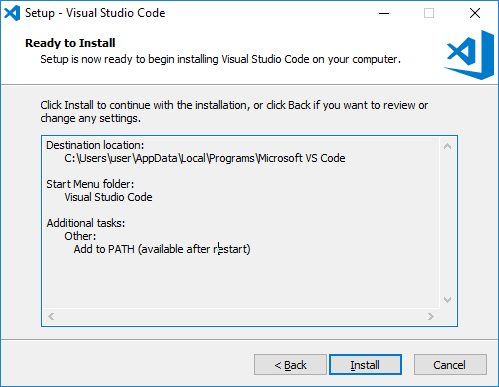 Setup - Visual Studio Code
Ready to Install
Setup is now ready to begin installing Visual Studio Code on your computer.
Click Install to continue with the installation, or click Back if you want to review or
change any settings.
Destination location:
C:\Users\user\AppData\Local\Programs\Microsoft VS Code
Start Menu folder:
Visual Studio Code
Additional tasks:
Other:
Add to PATH (available after restart)
< Back
Install
Cancel